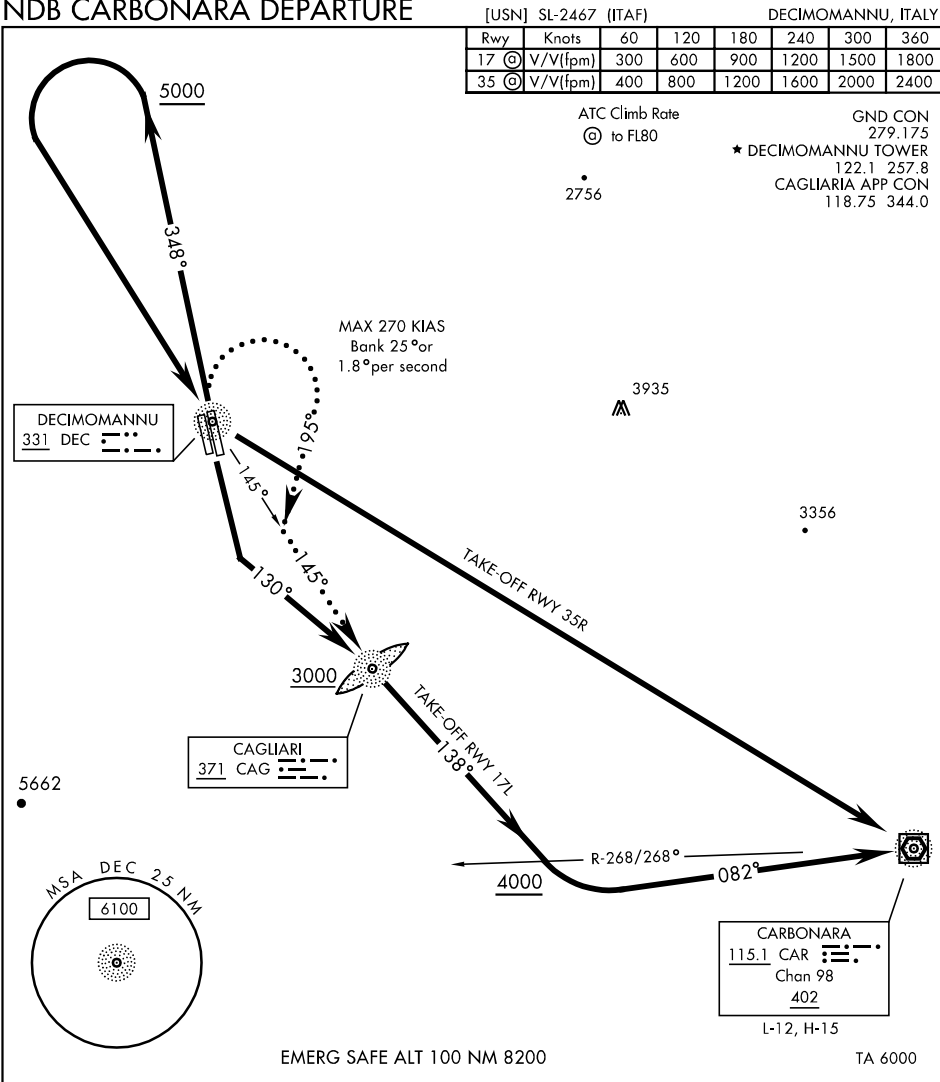 NDB CARBONARA DEPARTURE
[USN] SL-2467 (ITAF)
DECIMOMANNU, ITALY
Rwy Knots 60 120 180 240 300 360
17 ⓐ V/V(fpm) 300 600 900 1200 1500 1800
35 ⓐ V/V(fpm) 400 800 1200 1600 2000 2400
ATC Climb Rate
ⓐ to FL80
GND CON
279.175
★ DECIMOMANNU TOWER
122.1 257.8
CAGLIARIA APP CON
118.75 344.0
5000
2756
348°
MAX 270 KIAS
Bank 25° or
1.8° per second
3935
DECIMOMANNU
331 DEC
195°
145°
3356
145°
130°
TAKE-OFF RWY 35R
3000
TAKE-OFF RWY 17L
138°
CAGLIARI
371 CAG
5662
R-268/268°
082°
4000
MSA DEC 25 NM
6100
CARBONARA
115.1 CAR
Chan 98
402
L-12, H-15
EMERG SAFE ALT 100 NM 8200
TA 6000